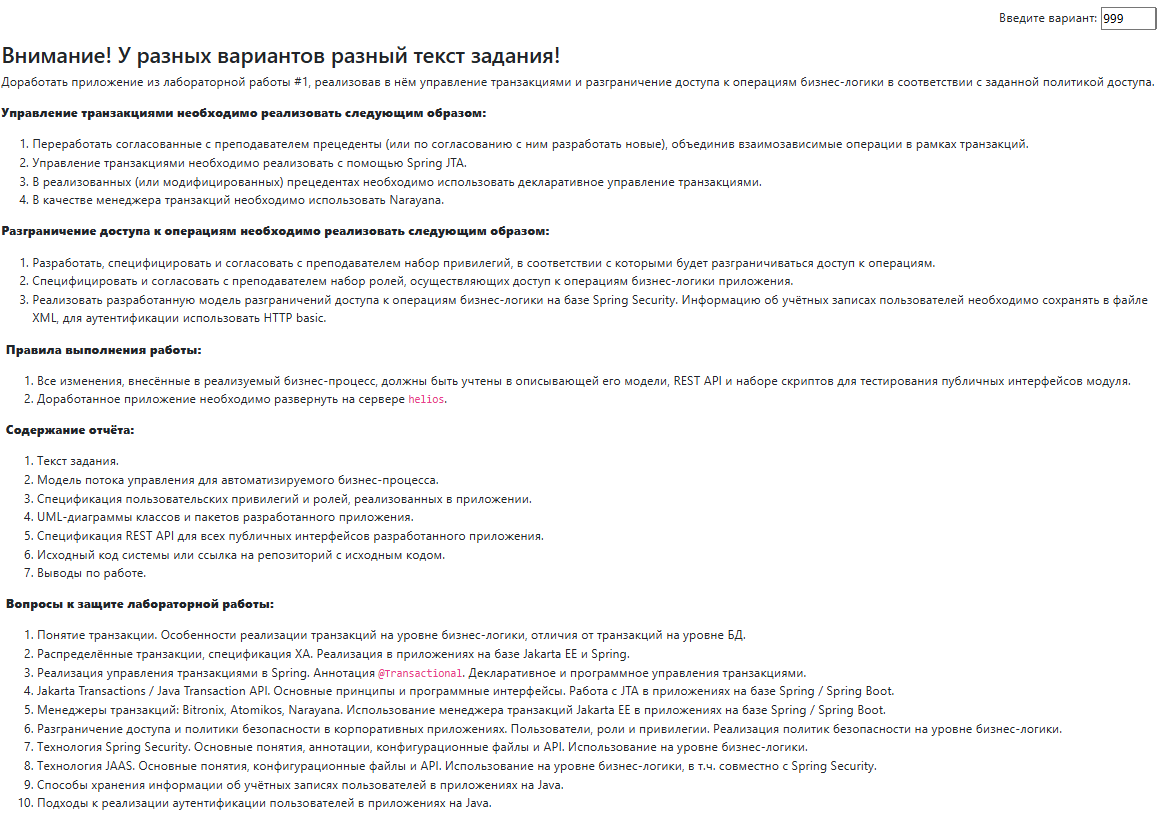 Введите вариант: 999
Внимание! У разных вариантов разный текст задания!
Доработать приложение из лабораторной работы #1, реализовав в нём управление транзакциями и разграничение доступа к операциям бизнес-логики в соответствии с заданной политикой доступа.
Управление транзакциями необходимо реализовать следующим образом:
1. Переработать согласованные с преподавателем прецеденты (или по согласованию с ним разработать новые), объединив взаимозависимые операции в рамках транзакций.
2. Управление транзакциями необходимо реализовать с помощью Spring JTA.
3. В реализованных (или модифицированных) прецедентах необходимо использовать декларативное управление транзакциями.
4. В качестве менеджера транзакций необходимо использовать Narayana.
Разграничение доступа к операциям необходимо реализовать следующим образом:
1. Разработать, специфицировать и согласовать с преподавателем набор привилегий, в соответствии с которыми будет разграничиваться доступ к операциям.
2. Специфицировать и согласовать с преподавателем набор ролей, осуществляющих доступ к операциям бизнес-логики приложения.
3. Реализовать разработанную модель разграничений доступа к операциям бизнес-логики на базе Spring Security. Информацию об учётных записах пользователей необходимо сохранять в файле
XML, для аутентификации использовать HTTP basic.
Правила выполнения работы:
1. Все изменения, внесённые в реализуемый бизнес-процесс, должны быть учтены в описывающей его модели, REST API и наборе скриптов для тестирования публичных интерфейсов модуля.
2. Доработанное приложение необходимо развернуть на сервере helios.
Содержание отчёта:
1. Текст задания.
2. Модель потока управления для автоматизируемого бизнес-процесса.
3. Спецификация пользовательских привилегий и ролей, реализованных в приложении.
4. UML-диаграммы классов и пакетов разработанного приложения.
5. Спецификация REST API для всех публичных интерфейсов разработанного приложения.
6. Исходный код системы или ссылка на репозиторий с исходным кодом.
7. Выводы по работе.
Вопросы к защите лабораторной работы:
1. Понятие транзакции. Особенности реализации транзакций на уровне бизнес-логики, отличия от транзакций на уровне БД.
2. Распределённые транзакции, спецификация XA. Реализация в приложениях на базе Jakarta EE и Spring.
3. Реализация управления транзакциями в Spring. Аннотация @Transactional. Декларативное и программное управления транзакциями.
4. Jakarta Transactions / Java Transaction API. Основные принципы и программные интерфейсы. Работа с JTA в приложениях на базе Spring / Spring Boot.
5. Менеджеры транзакций: Bitronix, Atomikos, Narayana. Использование менеджера транзакций Jakarta EE в приложениях на базе Spring / Spring Boot.
6. Разграничение доступа и политики безопасности в корпоративных приложениях. Пользователи, роли и привилегии. Реализация политик безопасности на уровне бизнес-логики.
7. Технология Spring Security. Основные понятия, аннотации, конфигурационные файлы и API. Использование на уровне бизнес-логики.
8. Технология JAAS. Основные понятия, конфигурационные файлы и API. Использование на уровне бизнес-логики, в т.ч. совместно с Spring Security.
9. Способы хранения информации об учётных записах пользователей в приложениях на Java.
10. Подходы к реализации аутентификации пользователей в приложениях на Java.